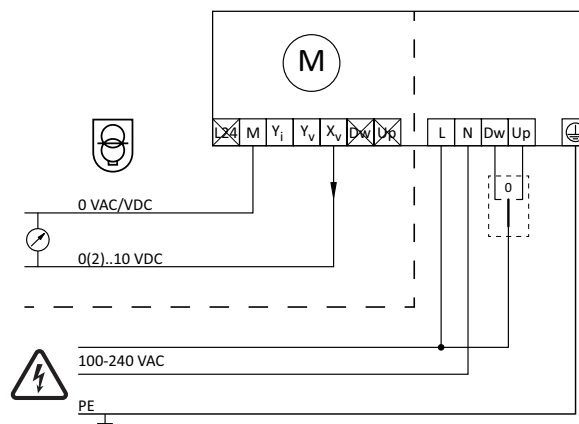 M
L24 M Yi Yv Xv Dw Up L N Dw Up
0
0 VAC/VDC
0(2)..10 VDC
100-240 VAC
PE